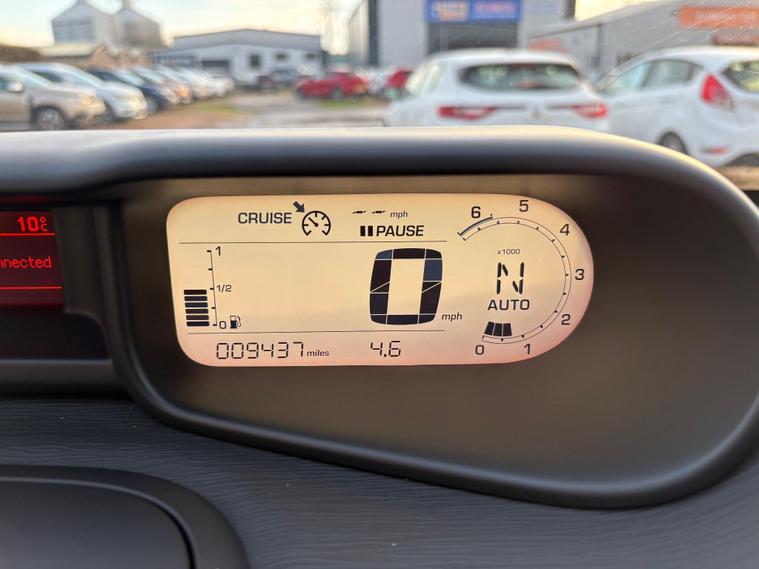 10°C
nnected
CRUISE -- -- mph
PAUSE
0 mph
1
1/2
0
009437 miles 4.6
x1000
N
AUTO
0 1 2 3 4 5 6